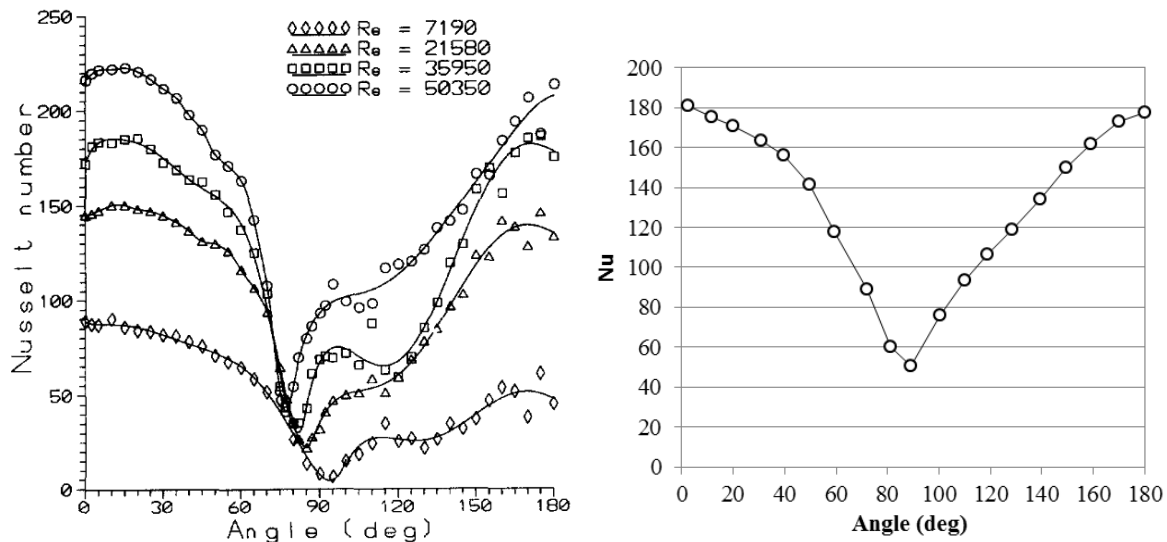 250
200
150
100
50
0
Nusselt number
Re = 7190
Re = 21580
Re = 35950
Re = 50350
0 30 60 90 120 150 180
Angle (deg)
200
180
160
140
120
100
80
60
40
20
0
Nu
0 20 40 60 80 100 120 140 160 180
Angle (deg)